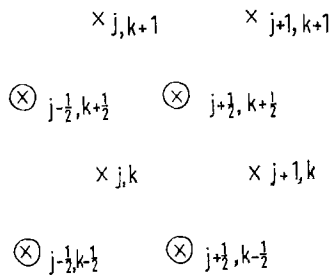 × j,k+1 × j+1, k+1
⊗ j-½,k+½ ⊗ j+½, k+½
× j,k × j+1, k
⊗ j-½,k-½ ⊗ j+½,k-½